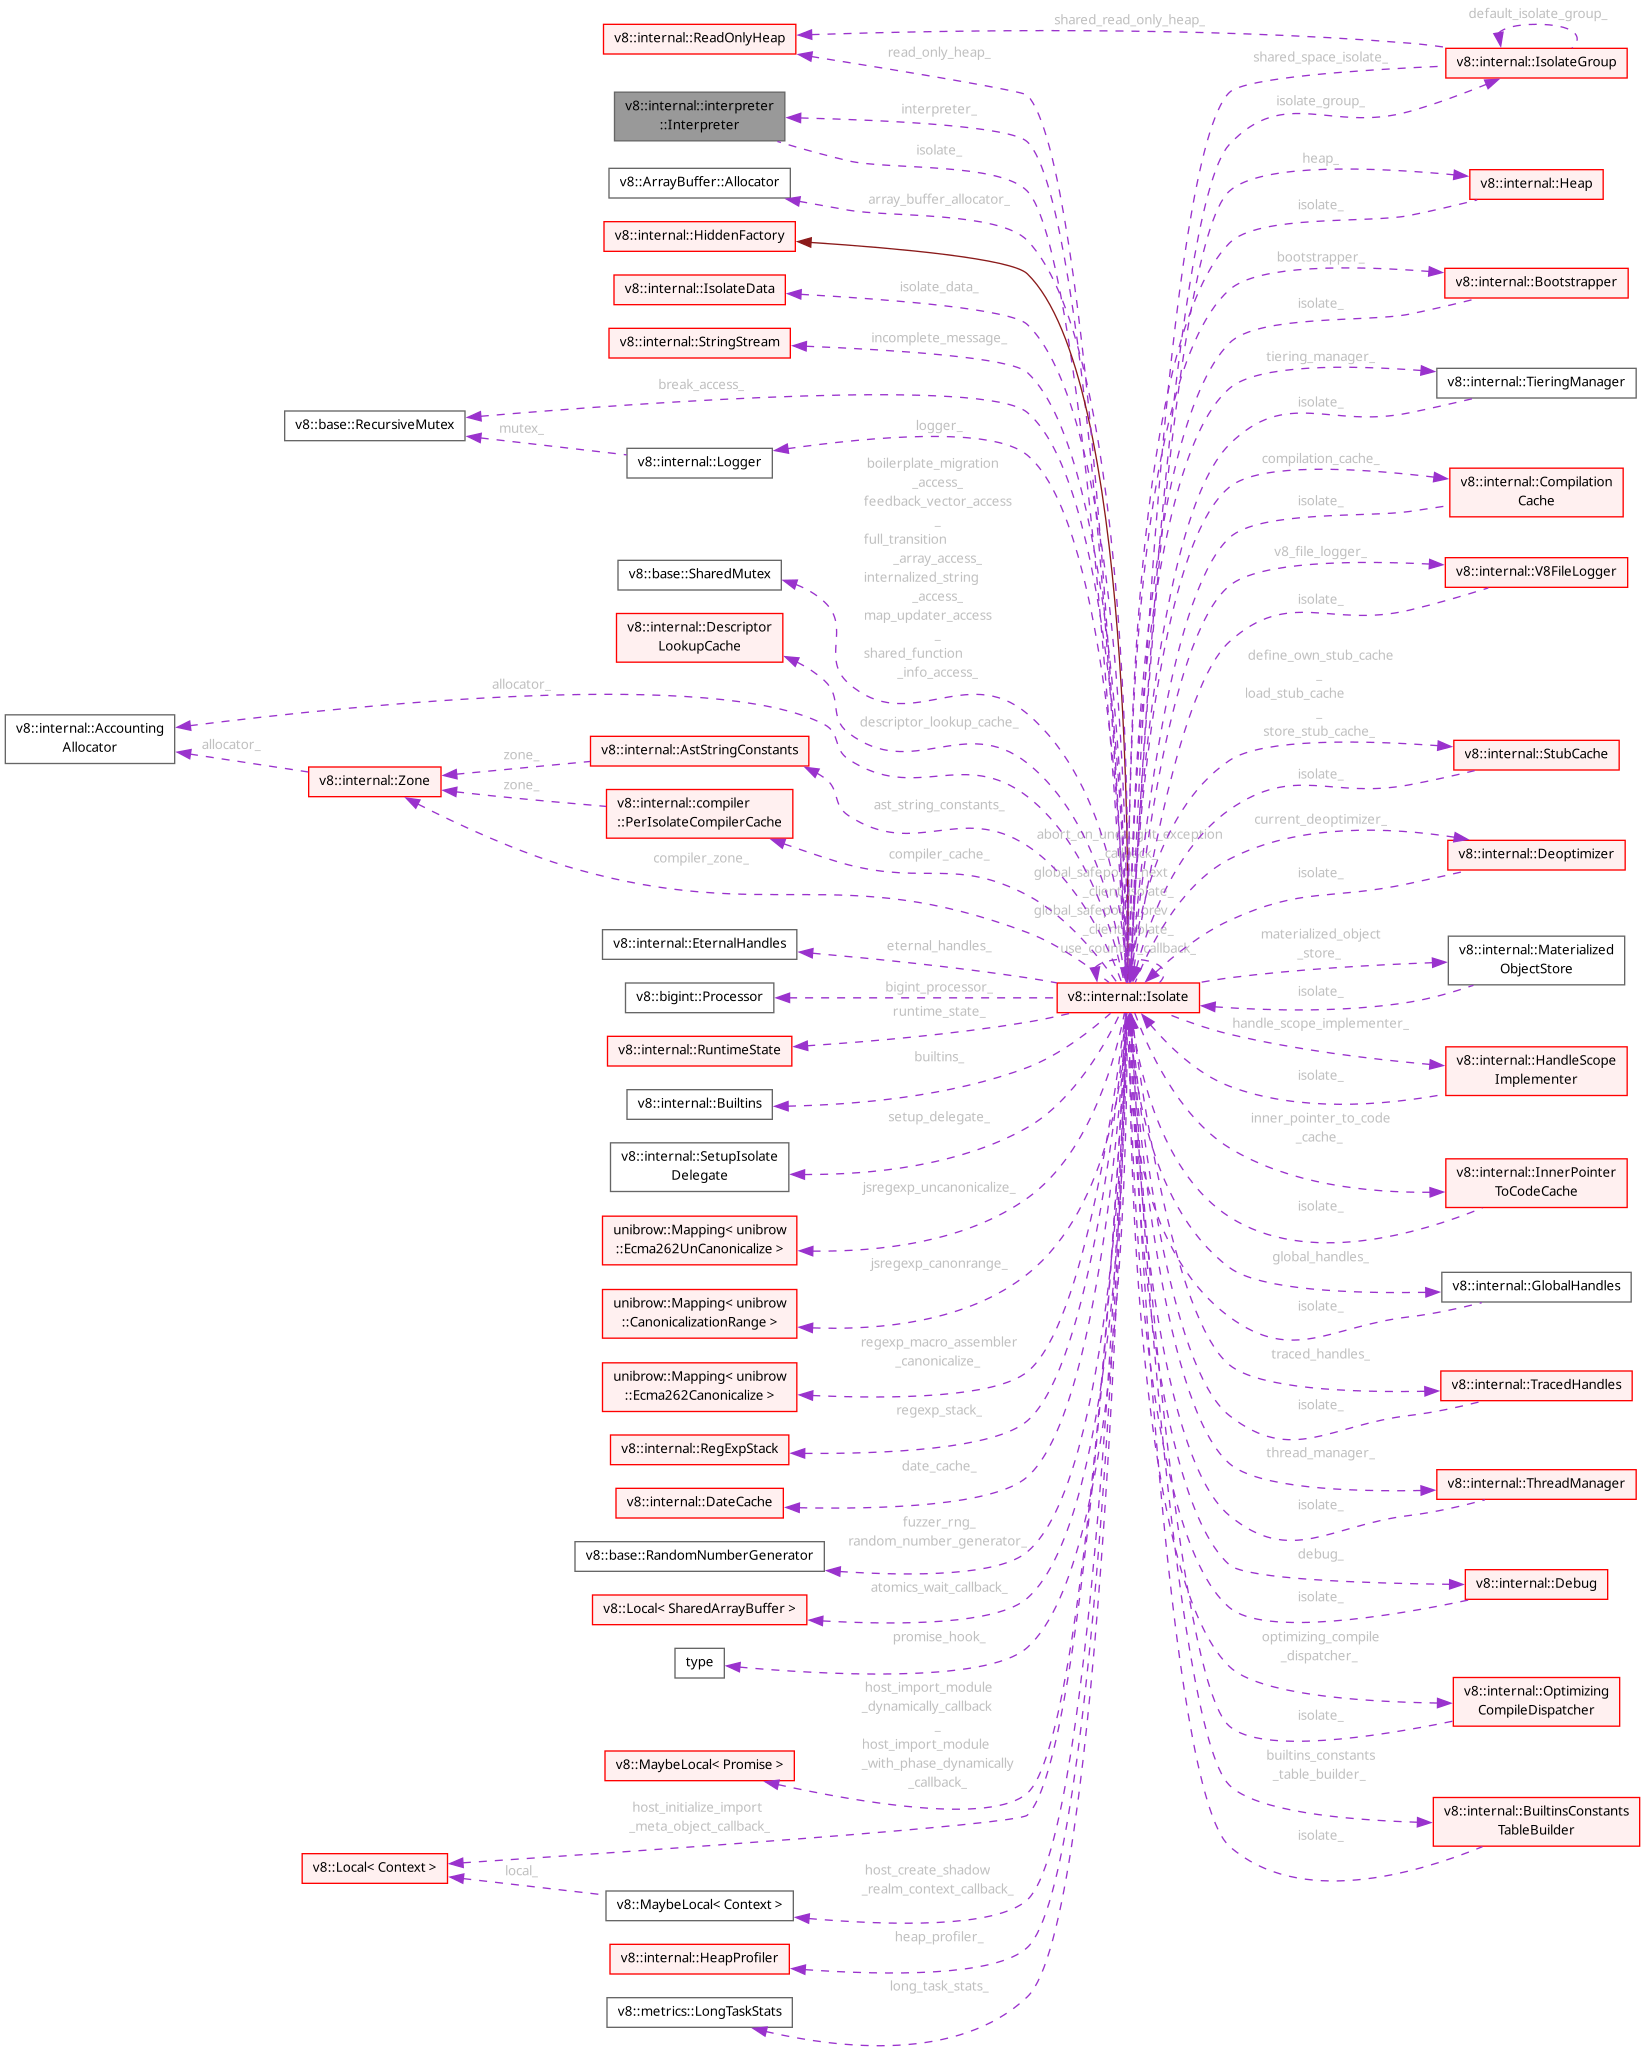 shared_read_only_heap_
default_isolate_group_
v8::internal::ReadOnlyHeap
read_only_heap_
shared_space_isolate_
v8::internal::IsolateGroup
v8::internal::interpreter
::Interpreter
interpreter_
isolate_group_
isolate_
v8::ArrayBuffer::Allocator
array_buffer_allocator_
heap_
v8::internal::Heap
isolate_
v8::internal::HiddenFactory
v8::internal::IsolateData
isolate_data_
bootstrapper_
v8::internal::Bootstrapper
isolate_
v8::internal::StringStream
incomplete_message_
tiering_manager_
v8::internal::TieringManager
isolate_
break_access_
v8::base::RecursiveMutex
mutex_
logger_
v8::internal::Logger
compilation_cache_
v8::internal::Compilation
Cache
isolate_
boilerplate_migration
_access_
feedback_vector_access
_
full_transition
_array_access_
internalized_string
_access_
map_updater_access
_
shared_function
_info_access_
v8::base::SharedMutex
v8_file_logger_
v8::internal::V8FileLogger
isolate_
v8::internal::Descriptor
LookupCache
descriptor_lookup_cache_
define_own_stub_cache
_
load_stub_cache
_
store_stub_cache_
v8::internal::StubCache
isolate_
allocator_
v8::internal::Accounting
Allocator
allocator_
v8::internal::Zone
zone_
zone_
v8::internal::AstStringConstants
ast_string_constants_
v8::internal::compiler
::PerIsolateCompilerCache
compiler_cache_
compiler_zone_
current_deoptimizer_
v8::internal::Deoptimizer
isolate_
abort_on_uncaught_exception
_callback_
global_safepoint_next
_client_isolate_
global_safepoint_prev
_client_isolate_
use_counter_callback_
v8::internal::EternalHandles
eternal_handles_
materialized_object
_store_
v8::internal::Materialized
ObjectStore
isolate_
v8::bigint::Processor
bigint_processor_
v8::internal::Isolate
v8::internal::RuntimeState
runtime_state_
handle_scope_implementer_
v8::internal::HandleScope
Implementer
isolate_
v8::internal::Builtins
builtins_
inner_pointer_to_code
_cache_
v8::internal::InnerPointer
ToCodeCache
isolate_
v8::internal::SetupIsolate
Delegate
setup_delegate_
unibrow::Mapping< unibrow
::Ecma262UnCanonicalize >
jsregexp_uncanonicalize_
global_handles_
v8::internal::GlobalHandles
isolate_
unibrow::Mapping< unibrow
::CanonicalizationRange >
jsregexp_canonrange_
unibrow::Mapping< unibrow
::Ecma262Canonicalize >
regexp_macro_assembler
_canonicalize_
traced_handles_
v8::internal::TracedHandles
isolate_
v8::internal::RegExpStack
regexp_stack_
thread_manager_
v8::internal::ThreadManager
isolate_
v8::internal::DateCache
date_cache_
v8::base::RandomNumberGenerator
fuzzer_rng_
random_number_generator_
debug_
v8::internal::Debug
isolate_
v8::Local< SharedArrayBuffer >
atomics_wait_callback_
type
promise_hook_
optimizing_compile
_dispatcher_
v8::internal::Optimizing
CompileDispatcher
isolate_
host_import_module
_dynamically_callback
_
host_import_module
_with_phase_dynamically
_callback_
v8::MaybeLocal< Promise >
builtins_constants
_table_builder_
v8::internal::BuiltinsConstants
TableBuilder
isolate_
host_initialize_import
_meta_object_callback_
v8::Local< Context >
local_
v8::MaybeLocal< Context >
host_create_shadow
_realm_context_callback_
v8::internal::HeapProfiler
heap_profiler_
v8::metrics::LongTaskStats
long_task_stats_